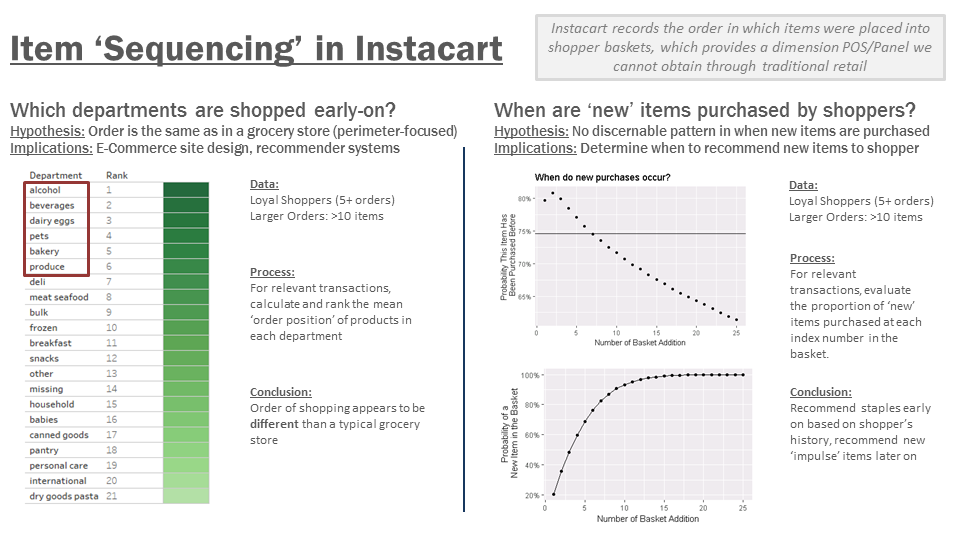 Item ‘Sequencing’ in Instacart
Instacart records the order in which items were placed into
shopper baskets, which provides a dimension POS/Panel we
cannot obtain through traditional retail
Which departments are shopped early-on?
Hypothesis: Order is the same as in a grocery store (perimeter-focused)
Implications: E-Commerce site design, recommender systems
Department Rank
alcohol 1
beverages 2
dairy eggs 3
pets 4
bakery 5
produce 6
deli 7
meat seafood 8
bulk 9
frozen 10
breakfast 11
snacks 12
other 13
missing 14
household 15
babies 16
canned goods 17
pantry 18
personal care 19
international 20
dry goods pasta 21
Data:
Loyal Shoppers (5+ orders)
Larger Orders: >10 items
Process:
For relevant transactions,
calculate and rank the mean
‘order position’ of products in
each department
Conclusion:
Order of shopping appears to be
different than a typical grocery
store
When are ‘new’ items purchased by shoppers?
Hypothesis: No discernable pattern in when new items are purchased
Implications: Determine when to recommend new items to shopper
When do new purchases occur?
Probability This Item Has
Been Purchased Before
80%
75%
70%
65%
0 5 10 15 20 25
Number of Basket Addition
Probability of a
New Item in the Basket
100%
80%
60%
40%
20%
0 5 10 15 20 25
Number of Basket Addition
Data:
Loyal Shoppers (5+ orders)
Larger Orders: >10 items
Process:
For relevant
transactions, evaluate
the proportion of ‘new’
items purchased at each
index number in the
basket.
Conclusion:
Recommend staples early
on based on shopper’s
history, recommend new
‘impulse’ items later on